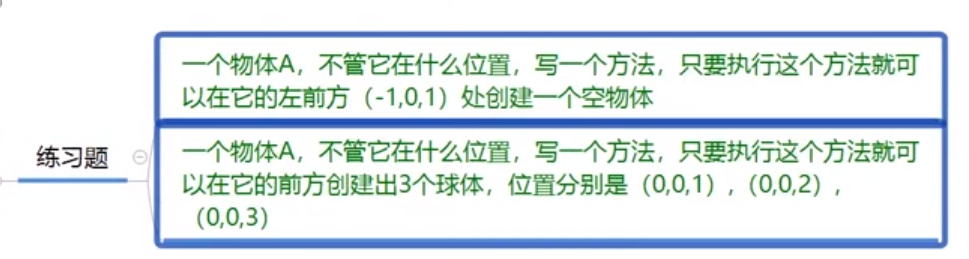 一个物体A，不管它在什么位置，写一个方法，只要执行这个方法就可
以在它的左前方（-1,0,1）处创建一个空物体
练习题
一个物体A，不管它在什么位置，写一个方法，只要执行这个方法就可
以在它的前方创建出3个球体，位置分别是（0,0,1）,（0,0,2）,
（0,0,3）